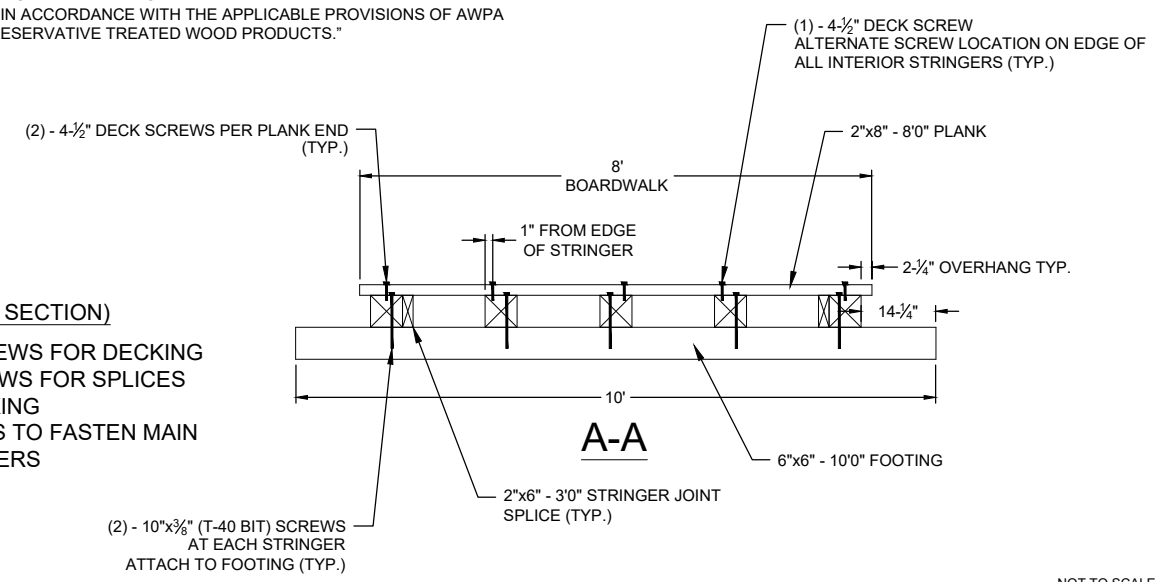 IN ACCORDANCE WITH THE APPLICABLE PROVISIONS OF AWPA
ESERVATIVE TREATED WOOD PRODUCTS.”
(1) - 4-½" DECK SCREW
ALTERNATE SCREW LOCATION ON EDGE OF
ALL INTERIOR STRINGERS (TYP.)
(2) - 4-½" DECK SCREWS PER PLANK END
(TYP.)
2"x8" - 8'0" PLANK
8'
BOARDWALK
1" FROM EDGE
OF STRINGER
2-¼" OVERHANG TYP.
14-¼"
SECTION)
EWS FOR DECKING
WS FOR SPLICES
KING
S TO FASTEN MAIN
ERS
10'
A-A
6"x6" - 10'0" FOOTING
2"x6" - 3'0" STRINGER JOINT
SPLICE (TYP.)
(2) - 10"x⅜" (T-40 BIT) SCREWS
AT EACH STRINGER
ATTACH TO FOOTING (TYP.)
NOT TO SCALE